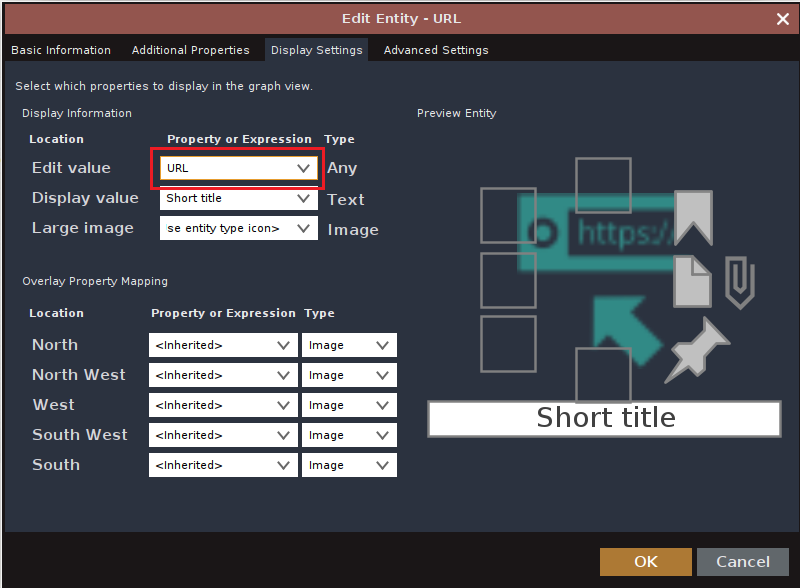 Edit Entity - URL
Basic Information Additional Properties Display Settings Advanced Settings
Select which properties to display in the graph view.
Display Information
Location Property or Expression Type
Edit value URL Any
Display value Short title Text
Large image se entity type icon> Image
Overlay Property Mapping
Location Property or Expression Type
North <Inherited> Image
North West <Inherited> Image
West <Inherited> Image
South West <Inherited> Image
South <Inherited> Image
Preview Entity
https:/
Short title
OK Cancel